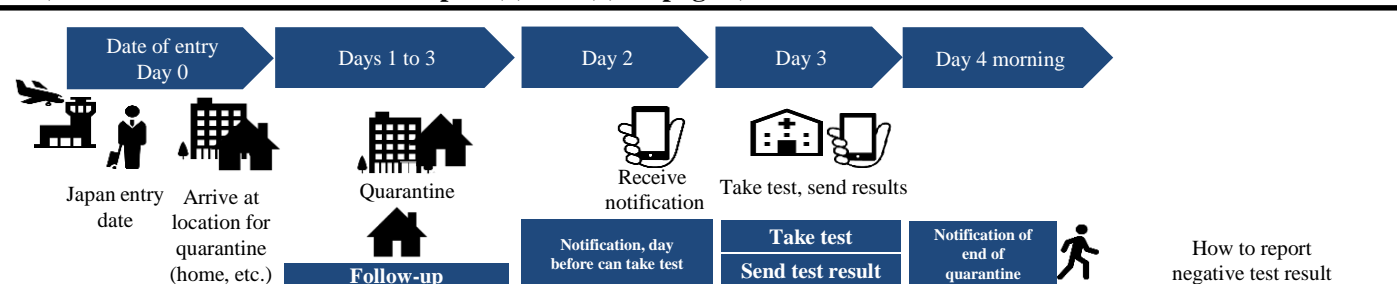 Date of entry
Day 0
Days 1 to 3
Day 2
Day 3
Day 4 morning
Japan entry
date
Arrive at
location for
quarantine
(home, etc.)
Quarantine
Follow-up
Receive
notification
Notification, day
before can take test
Take test, send results
Take test
Send test result
Notification of
end of
quarantine
How to report
negative test result